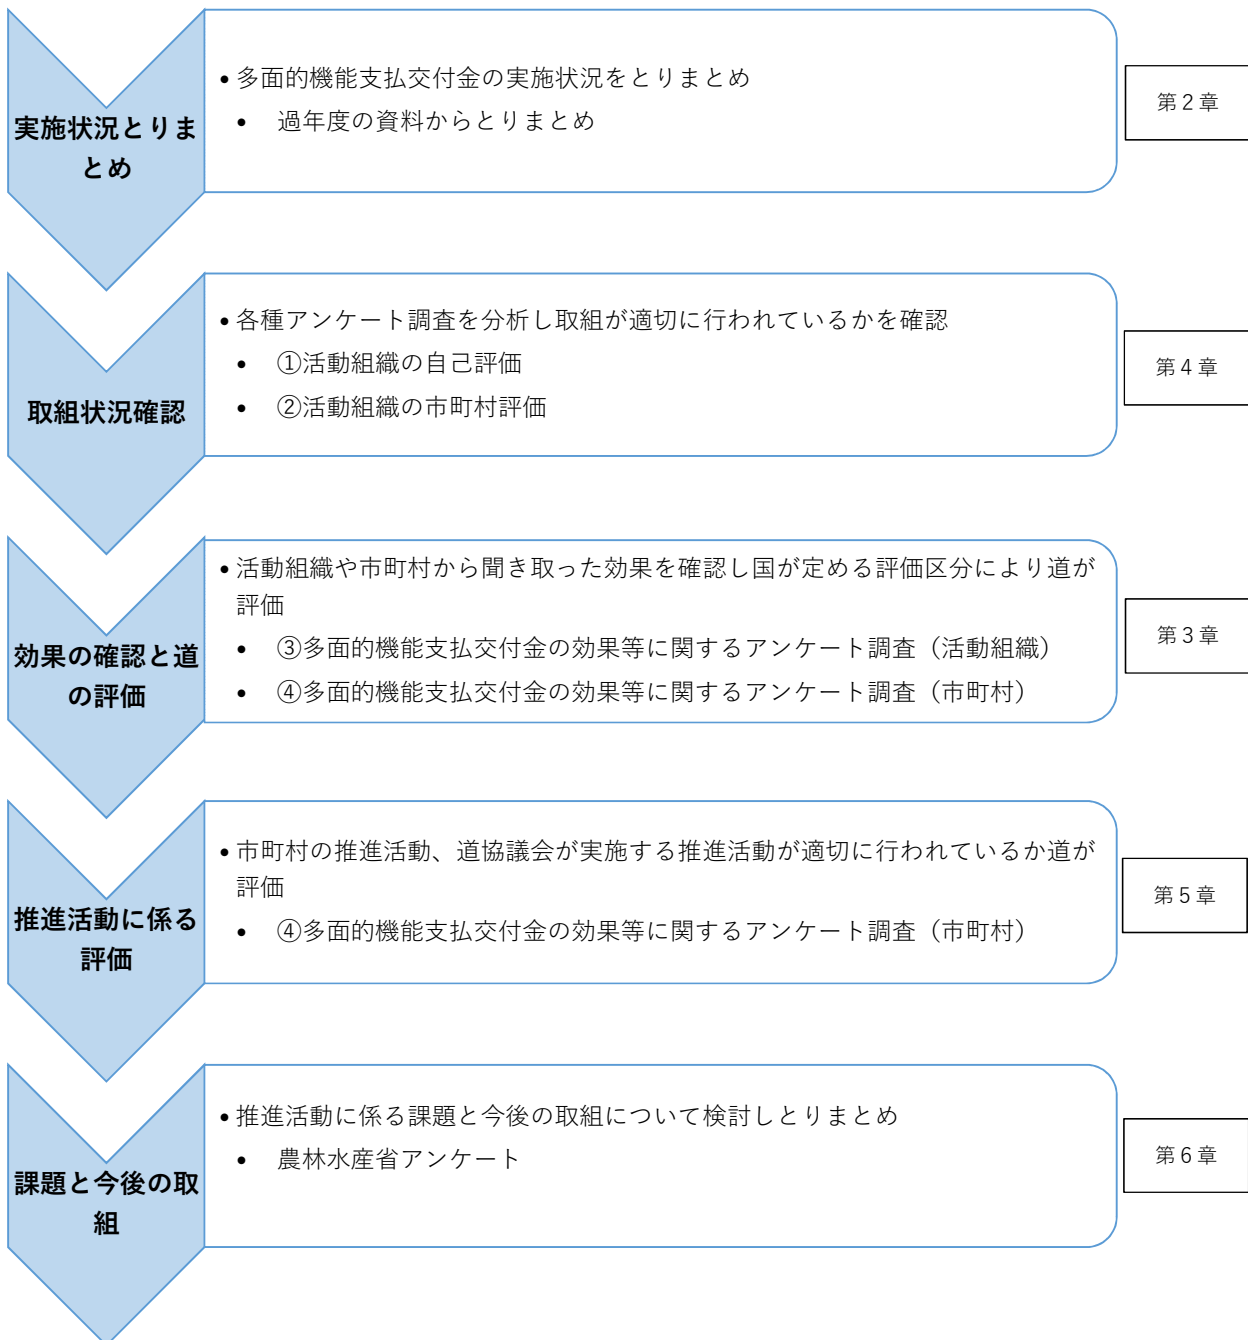 実施状況とりま
とめ
• 多面的機能支払交付金の実施状況をとりまとめ
• 過年度の資料からとりまとめ
第２章
取組状況確認
• 各種アンケート調査を分析し取組が適切に行われているかを確認
• ①活動組織の自己評価
• ②活動組織の市町村評価
第４章
効果の確認と道
の評価
• 活動組織や市町村から聞き取った効果を確認し国が定める評価区分により道が
評価
• ③多面的機能支払交付金の効果等に関するアンケート調査（活動組織）
• ④多面的機能支払交付金の効果等に関するアンケート調査（市町村）
第３章
推進活動に係る
評価
• 市町村の推進活動、道協議会が実施する推進活動が適切に行われているか道が
評価
• ④多面的機能支払交付金の効果等に関するアンケート調査（市町村）
第５章
課題と今後の取
組
• 推進活動に係る課題と今後の取組について検討しとりまとめ
• 農林水産省アンケート
第６章